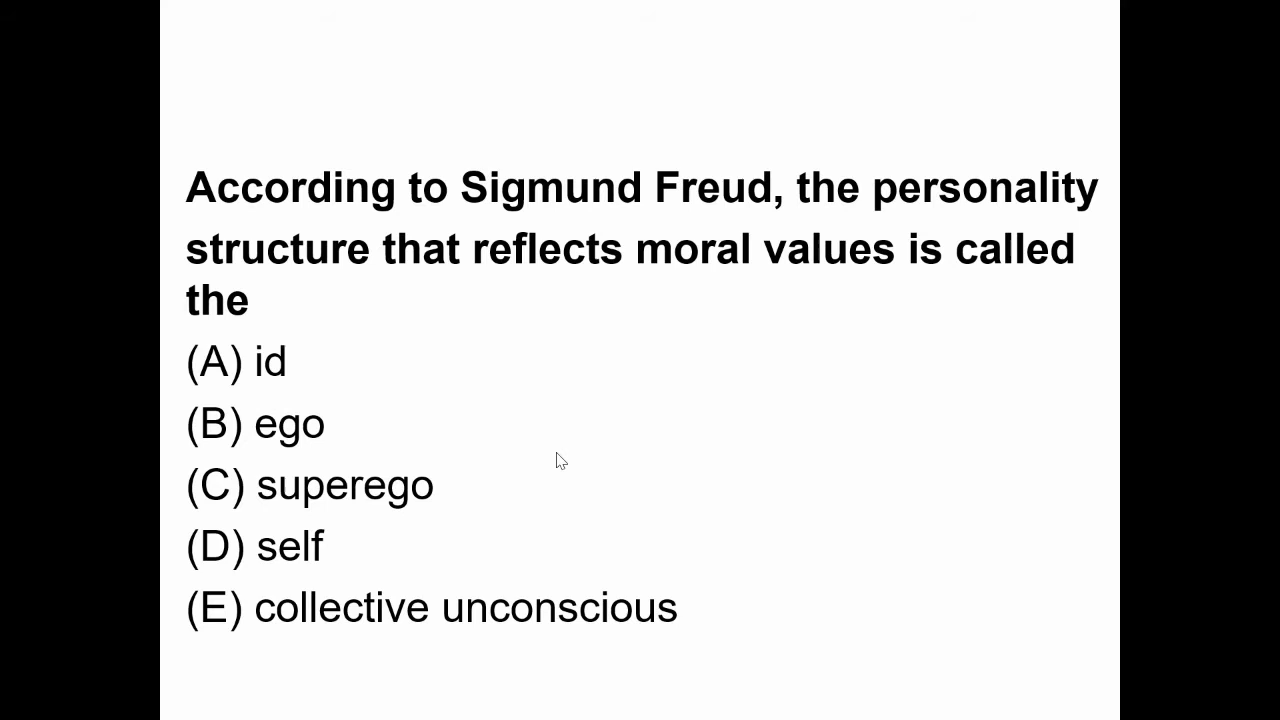 According to Sigmund Freud, the personality
structure that reflects moral values is called
the
(A) id
(B) ego
(C) superego
(D) self
(E) collective unconscious